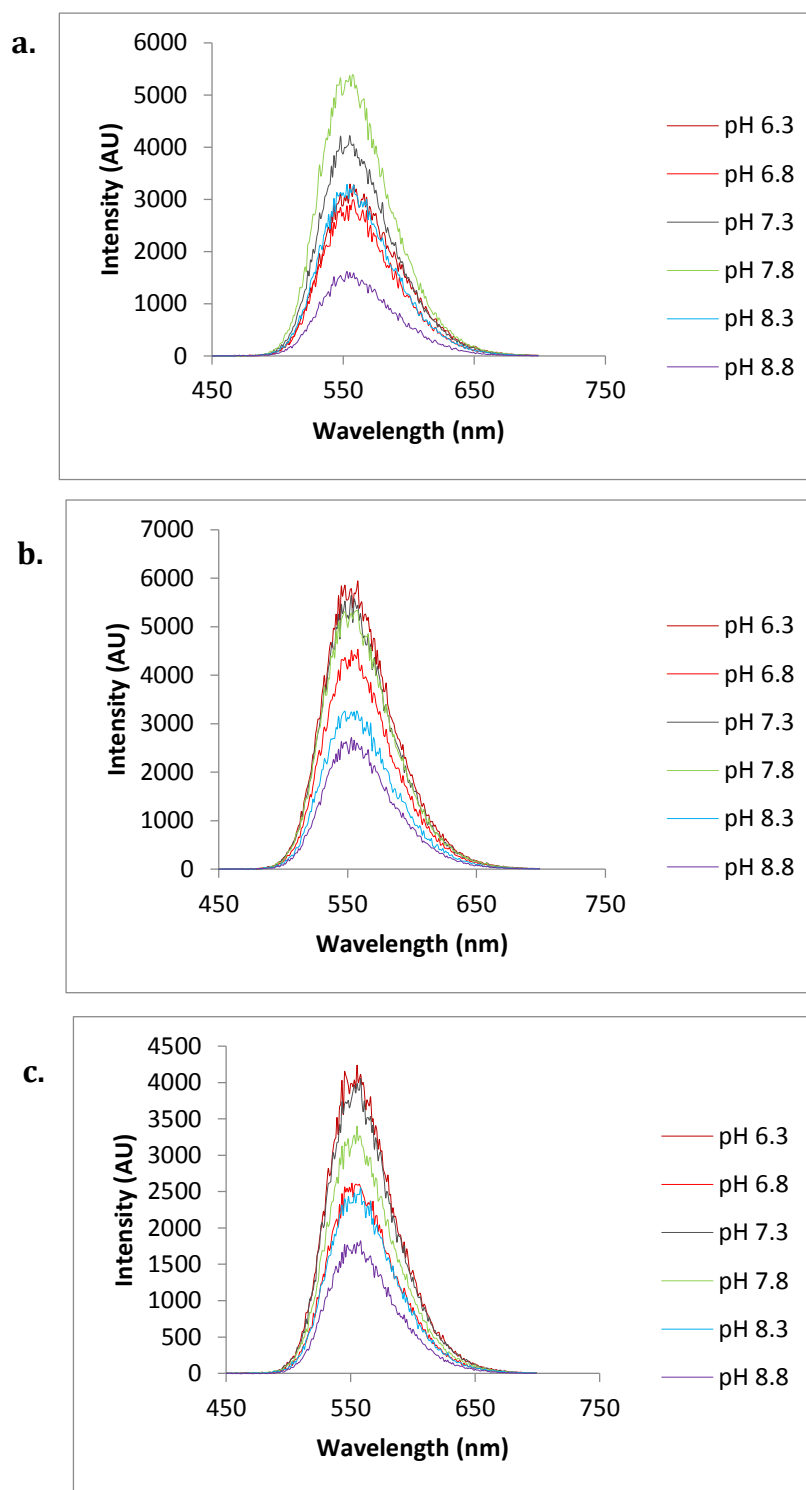 a.
6000
5000
4000
3000
2000
1000
0
Intensity (AU)
450 550 650 750
Wavelength (nm)
pH 6.3
pH 6.8
pH 7.3
pH 7.8
pH 8.3
pH 8.8
b.
7000
6000
5000
4000
3000
2000
1000
0
Intensity (AU)
450 550 650 750
Wavelength (nm)
pH 6.3
pH 6.8
pH 7.3
pH 7.8
pH 8.3
pH 8.8
c.
4500
4000
3500
3000
2500
2000
1500
1000
500
0
Intensity (AU)
450 550 650 750
Wavelength (nm)
pH 6.3
pH 6.8
pH 7.3
pH 7.8
pH 8.3
pH 8.8